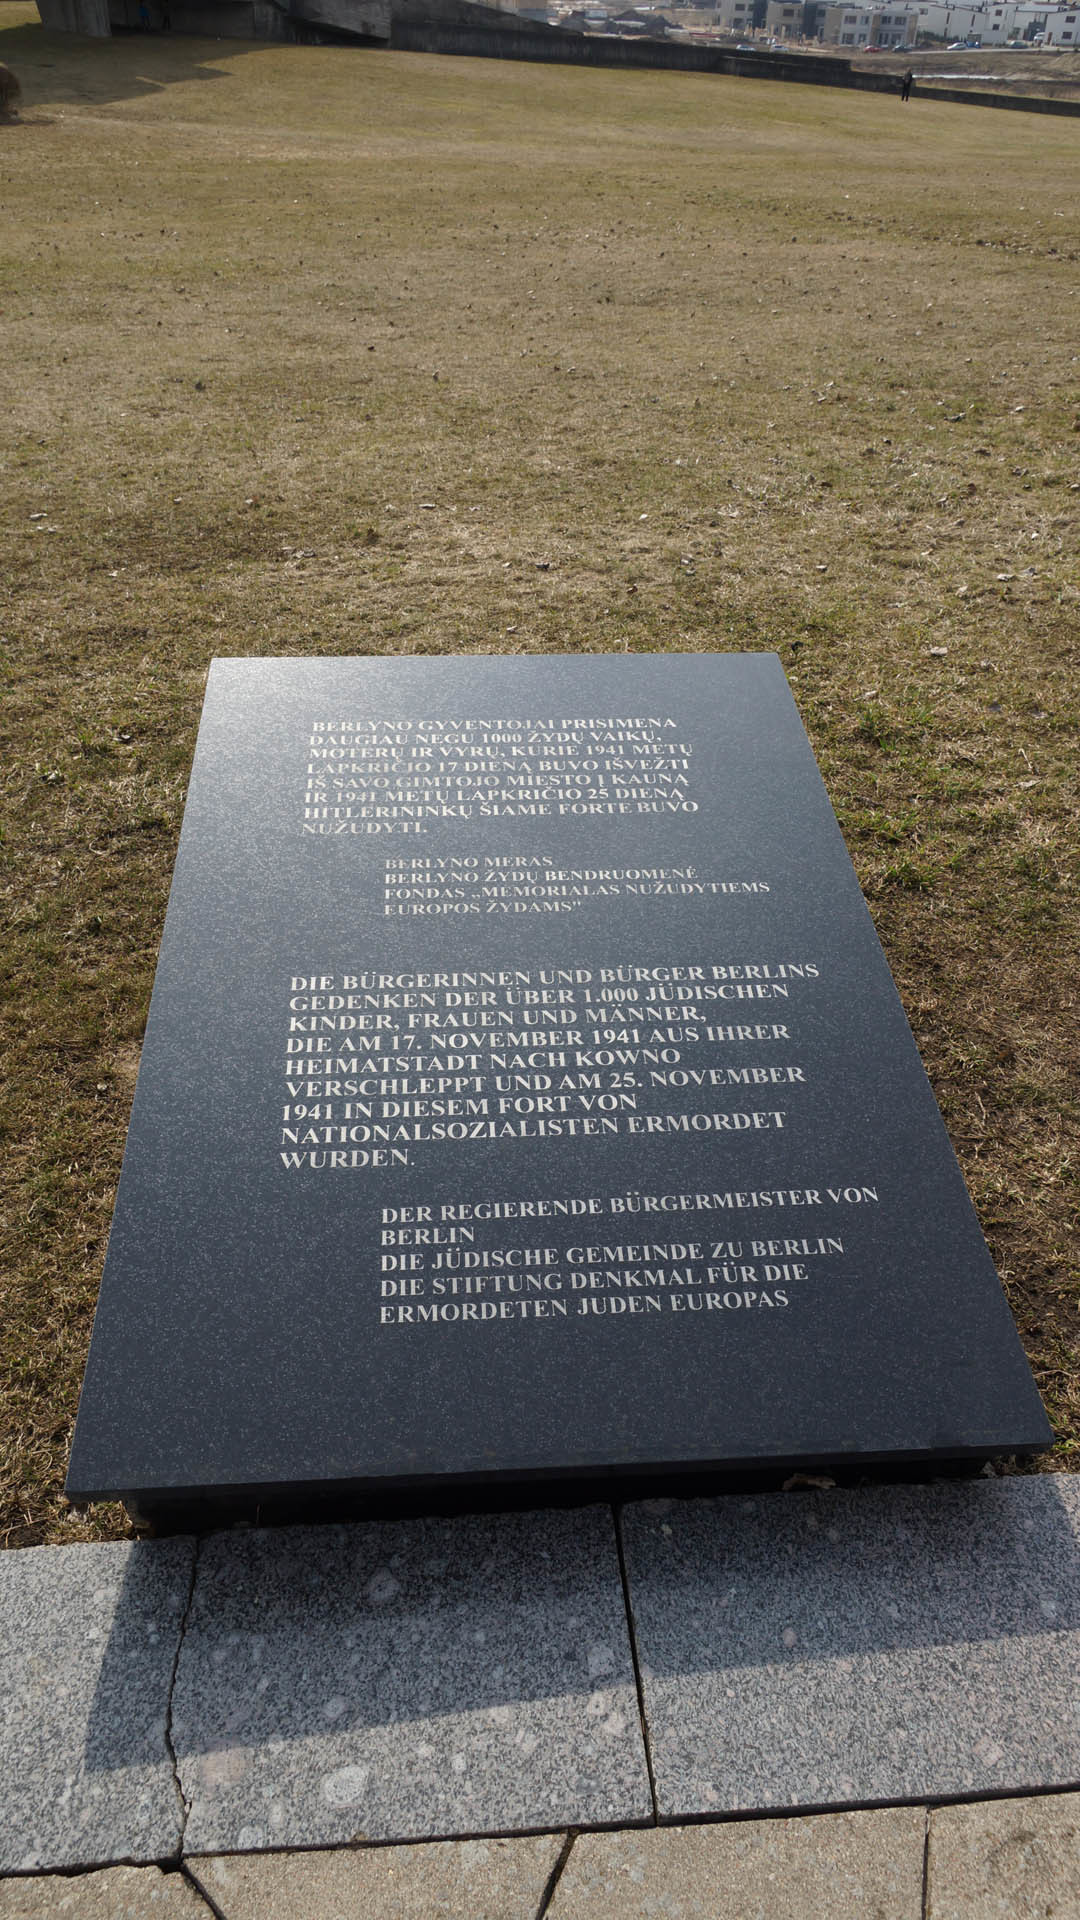 BERLYNO GYVENTOJAI PRISIMENA
DAUGIAU NEGU 1000 ŽYDŲ VAIKŲ,
MOTERŲ IR VYRŲ, KURIE 1941 METŲ
LAPKRIČIO 17 DIENĄ BUVO IŠVEŽTI
IŠ SAVO GIMTOJO MIESTO Į KAUNĄ
IR 1941 METŲ LAPKRIČIO 25 DIENĄ
HITLERININKŲ ŠIAME FORTE BUVO
NUŽUDYTI.
BERLYNO MERAS
BERLYNO ŽYDŲ BENDRUOMENĖ
FONDAS „MEMORIALAS NUŽUDYTIEMS
EUROPOS ŽYDAMS"
DIE BÜRGERINNEN UND BÜRGER BERLINS
GEDENKEN DER ÜBER 1.000 JÜDISCHEN
KINDER, FRAUEN UND MÄNNER,
DIE AM 17. NOVEMBER 1941 AUS IHRER
HEIMATSTADT NACH KOWNO
VERSCHLEPPT UND AM 25. NOVEMBER
1941 IN DIESEM FORT VON
NATIONALSOZIALISTEN ERMORDET
WURDEN.
DER REGIERENDE BÜRGERMEISTER VON
BERLIN
DIE JÜDISCHE GEMEINDE ZU BERLIN
DIE STIFTUNG DENKMAL FÜR DIE
ERMORDETEN JUDEN EUROPAS